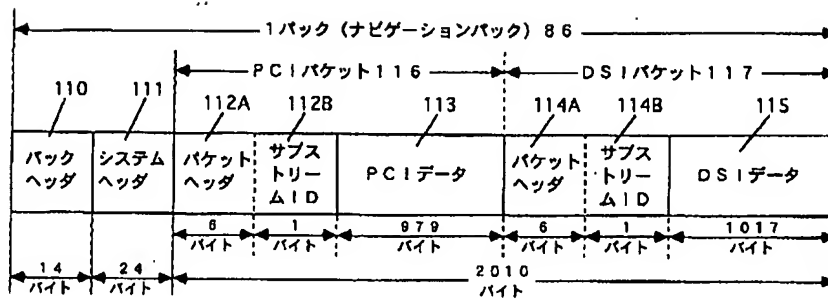 1パック(ナビゲーションパック)86
PCIパケット116
DSIパケット117
110
111
112A
112B
113
114A
114B
115
パック
ヘッダ
システム
ヘッダ
パケット
ヘッダ
サブス
トリー
ムID
PCIデータ
パケット
ヘッダ
サブス
トリー
ムID
DSIデータ
6
バイト
1
バイト
979
バイト
6
バイト
1
バイト
1017
バイト
14
バイト
24
バイト
2010
バイト